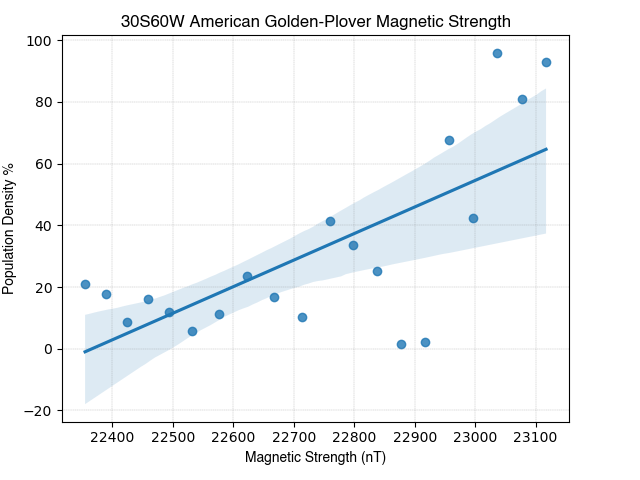 30S60W American Golden-Plover Magnetic Strength
Population Density %
100
80
60
40
20
0
−20
22400 22500 22600 22700 22800 22900 23000 23100
Magnetic Strength (nT)